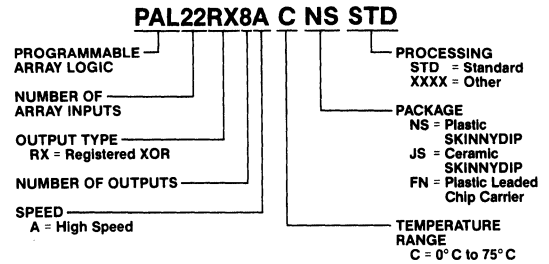 PAL22RX8A C NS STD
PROGRAMMABLE
ARRAY LOGIC
NUMBER OF
ARRAY INPUTS
OUTPUT TYPE
RX = Registered XOR
NUMBER OF OUTPUTS
SPEED
A = High Speed
PROCESSING
STD = Standard
XXXX = Other
PACKAGE
NS = Plastic
SKINNYDIP
JS = Ceramic
SKINNYDIP
FN = Plastic Leaded
Chip Carrier
TEMPERATURE
RANGE
C = 0°C to 75°C